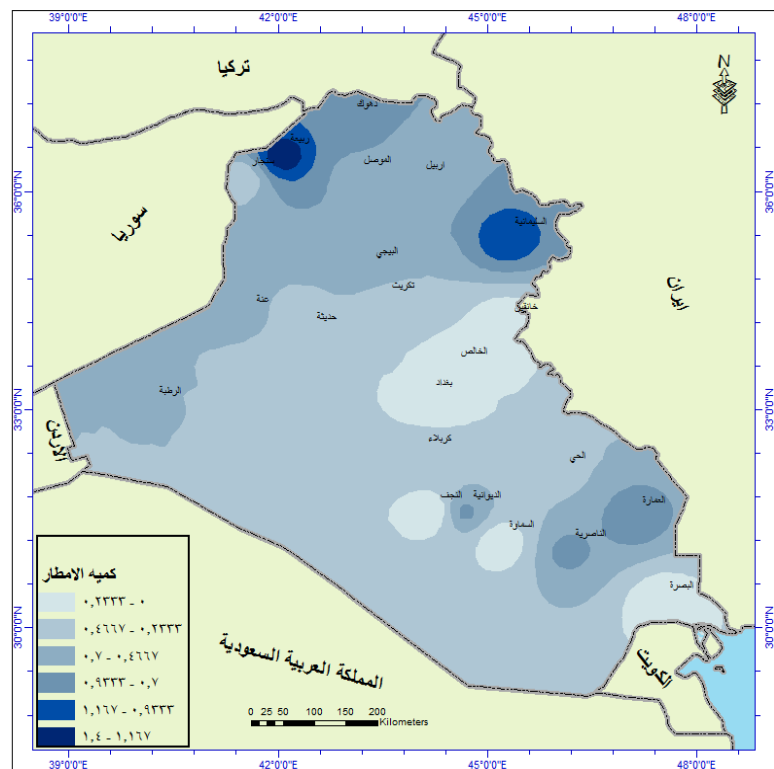 39°0'0"E 42°0'0"E 45°0'0"E 48°0'0"E
تركيا
N
دهوك
ربيعة
سنجار
الموصل
اربيل
36°0'0"N 36°0'0"N
السليمانية
سوريا
البيجي
تكريت
ايران
عنة
حديثة
خانقين
الخالص
بغداد
الرطبة
33°0'0"N 33°0'0"N
الاردن
كربلاء
الحي
النجف
الديوانية
العمارة
السماوة
الناصرية
البصرة
كميه الامطار
٠ - ٠,٢٣٣٣
٠,٢٣٣٣ - ٠,٤٦٦٧
٠,٤٦٦٧ - ٠,٧
٠,٧ - ٠,٩٣٣٣
٠,٩٣٣٣ - ١,١٦٧
١,١٦٧ - ١,٤
30°0'0"N 30°0'0"N
المملكة العربية السعودية
الكويت
0 25 50 100 150 200
Kilometers
39°0'0"E 42°0'0"E 45°0'0"E 48°0'0"E